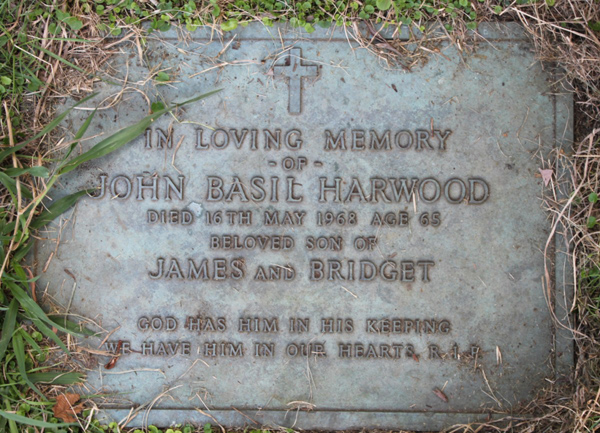 IN LOVING MEMORY
- OF -
JOHN BASIL HARWOOD
DIED 16TH MAY 1968 AGE 65
BELOVED SON OF
JAMES AND BRIDGET
GOD HAS HIM IN HIS KEEPING
WE HAVE HIM IN OUR HEARTS. R.I.P.